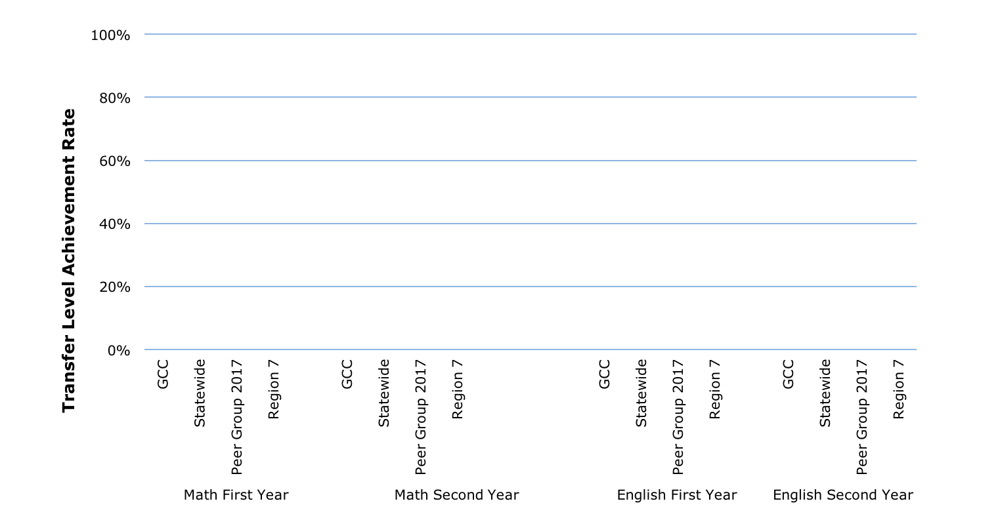 Transfer Level Achievement Rate
100%
80%
60%
40%
20%
0%
GCC
Statewide
Peer Group 2017
Region 7
GCC
Statewide
Peer Group 2017
Region 7
GCC
Statewide
Peer Group 2017
Region 7
GCC
Statewide
Peer Group 2017
Region 7
Math First Year
Math Second Year
English First Year
English Second Year